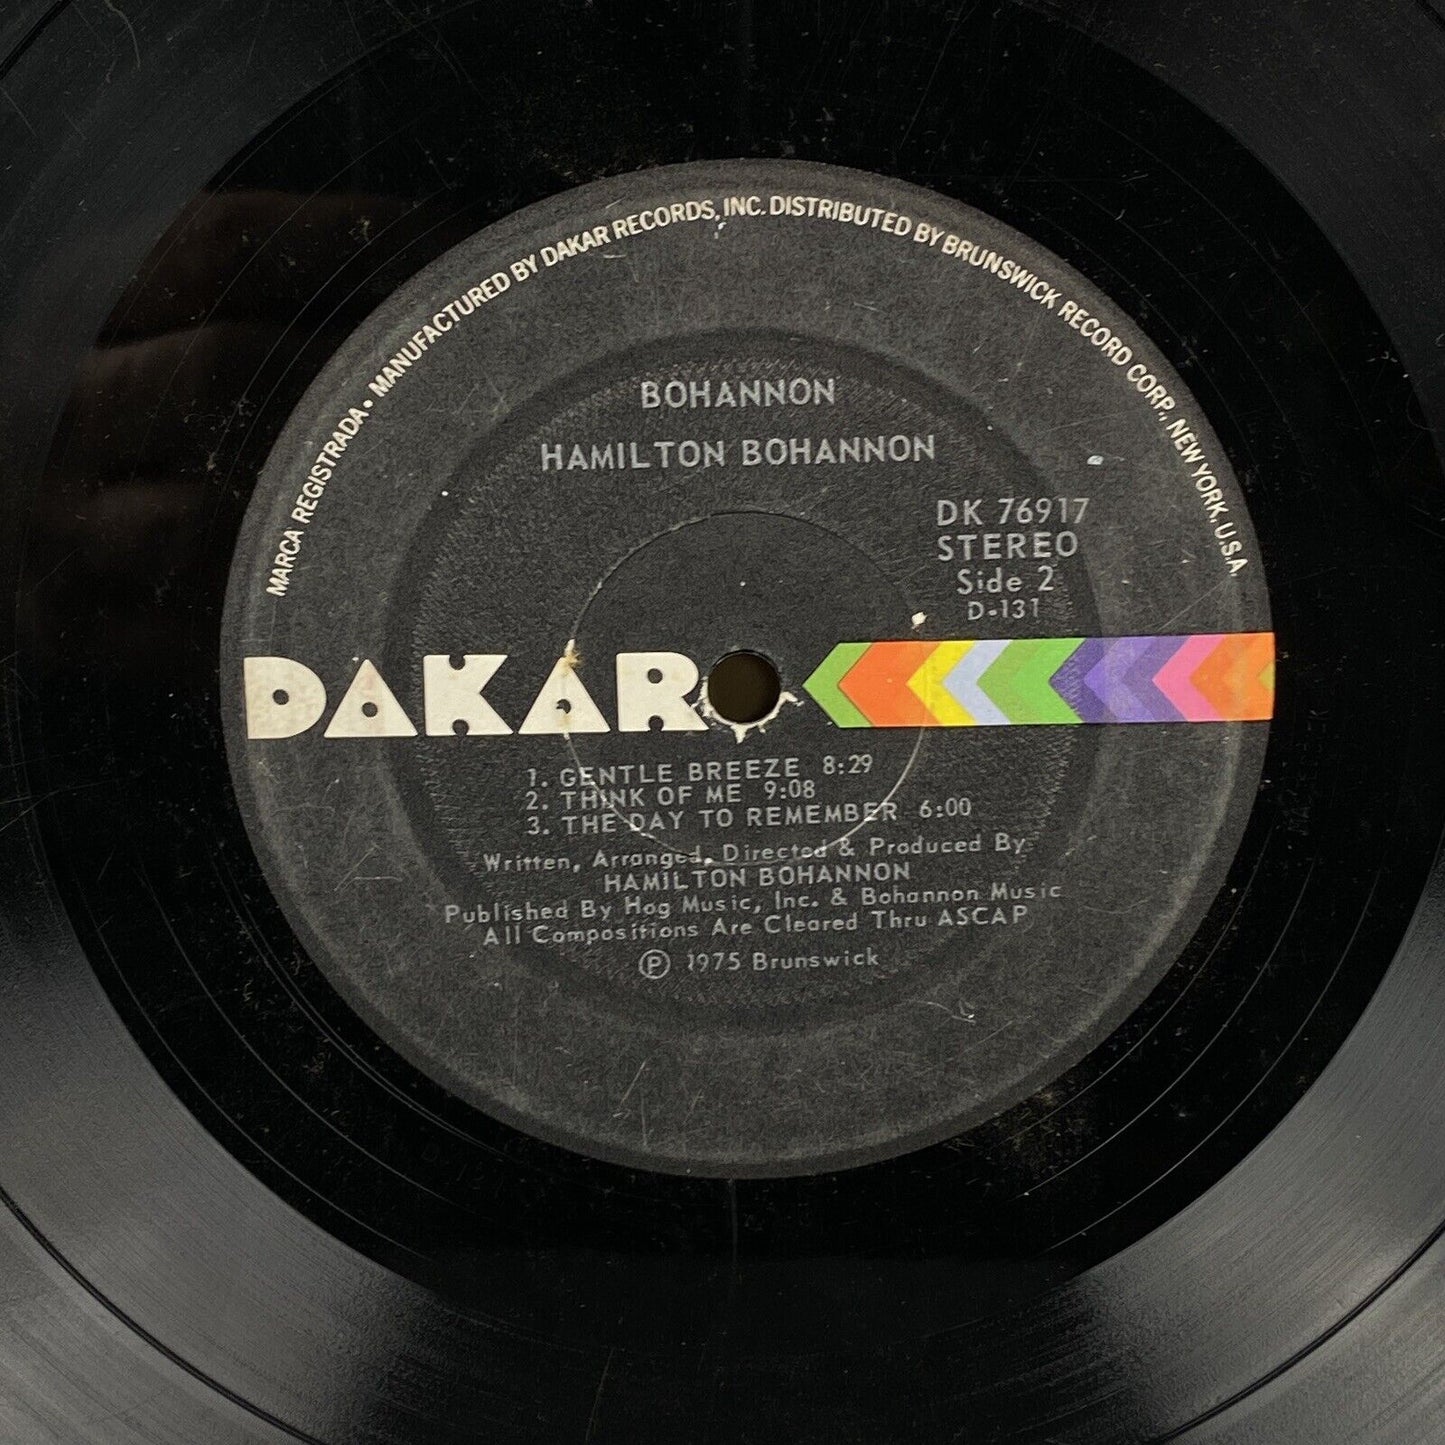 MARCA REGISTRADA • MANUFACTURED BY DAKAR RECORDS, INC. DISTRIBUTED BY BRUNSWICK RECORD CORP., NEW YORK, U.S.A.
BOHANNON
HAMILTON BOHANNON
DK 76917
STEREO
Side 2
D-131
DAKAR
1. GENTLE BREEZE 8:29
2. THINK OF ME 9:08
3. THE DAY TO REMEMBER 6:00
Written, Arranged, Directed & Produced By
HAMILTON BOHANNON
Published By Hog Music, Inc. & Bohannon Music
All Compositions Are Cleared Thru ASCAP
℗ 1975 Brunswick